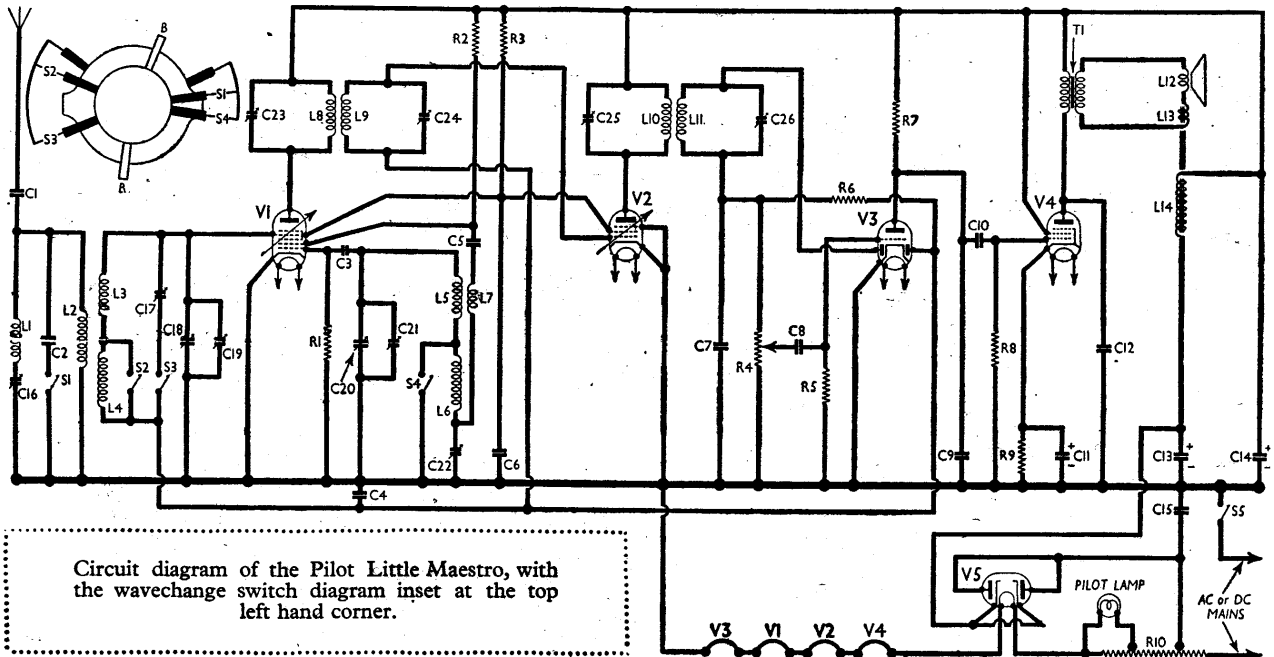 B
T1
R2
R3
S2
S1
S4
S3
B
L12
L13
C23
L8
L9
C24
C25
L10
L11
C26
R7
C1
V1
V2
R6
V3
V4
L14
C10
C3
C5
L3
C17
L5
L7
L1
C2
L2
C18
C19
R1
C21
C20
C7
R4
C8
R5
R8
C12
C16
S1
S2
S3
L4
S4
L6
C22
C6
C9
R9
C11
+
-
C13
+
-
C14
+
-
C4
C15
S5
Circuit diagram of the Pilot Little Maestro, with
the wavechange switch diagram inset at the top
left hand corner.
V5
PILOT LAMP
AC or DC
MAINS
V3
V1
V2
V4
R10